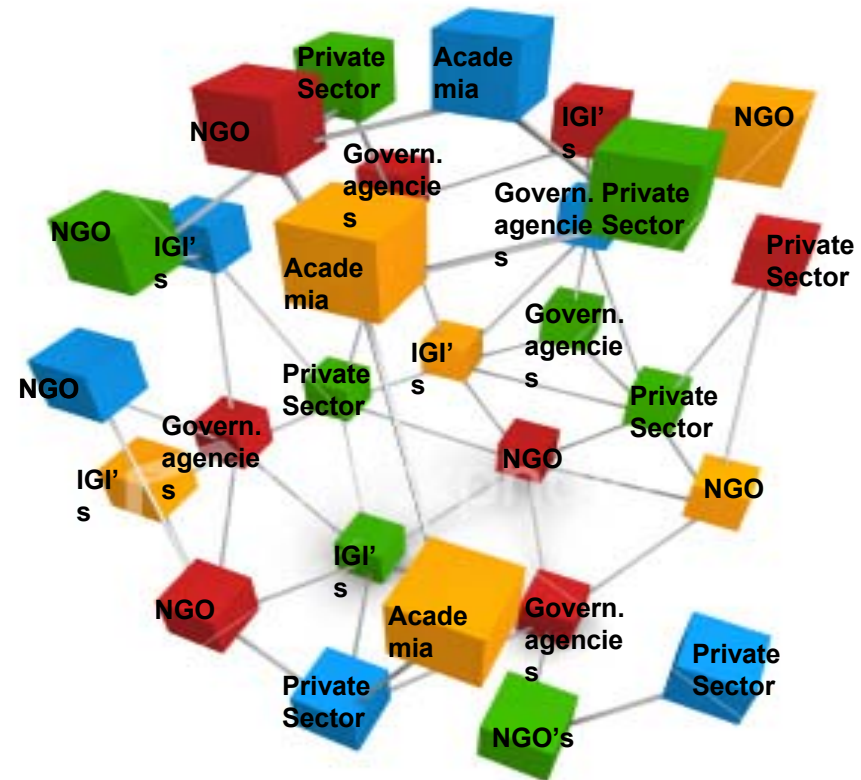 Private
Sector
Acade
mia
NGO
IGI’
s
NGO
Govern.
agencie
s
Govern.
agencie
s
Private
Sector
NGO
IGI’
s
Private
Sector
Acade
mia
Govern.
agencie
s
IGI’
s
Private
Sector
NGO
Private
Sector
Govern.
agencie
s
NGO
IGI’
s
NGO
IGI’
s
NGO
Acade
mia
Govern.
agencie
s
Private
Sector
Private
Sector
NGO’s